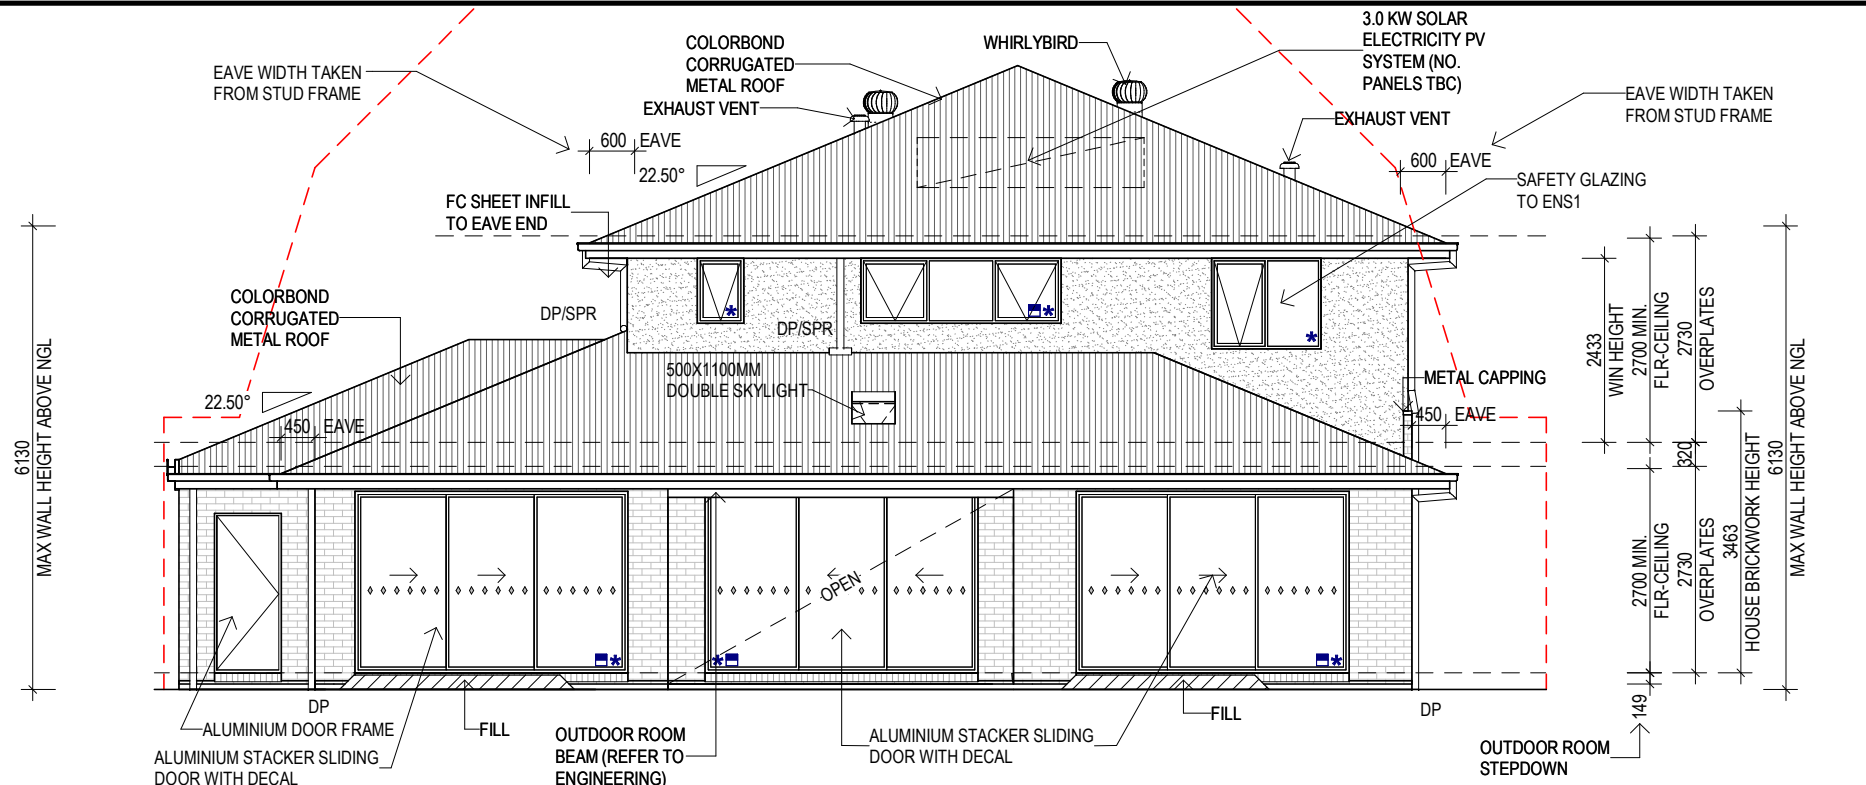 3.0 KW SOLAR
ELECTRICITY PV
SYSTEM (NO.
PANELS TBC)
COLORBOND
CORRUGATED
METAL ROOF
WHIRLYBIRD
EAVE WIDTH TAKEN
FROM STUD FRAME
EXHAUST VENT
EAVE WIDTH TAKEN
FROM STUD FRAME
EXHAUST VENT
600 EAVE
22.50°
600 EAVE
SAFETY GLAZING
TO ENS1
FC SHEET INFILL
TO EAVE END
COLORBOND
CORRUGATED
METAL ROOF
DP/SPR
DP/SPR
*
*
*
500X1100MM
DOUBLE SKYLIGHT
METAL CAPPING
22.50°
450 EAVE
450 EAVE
6130
MAX WALL HEIGHT ABOVE NGL
2433
WIN HEIGHT
2700 MIN.
FLR-CEILING
2730
OVERPLATES
320
2700 MIN.
FLR-CEILING
2730
OVERPLATES
3463
HOUSE BRICKWORK HEIGHT
6130
MAX WALL HEIGHT ABOVE NGL
OPEN
*
*
*
DP
FILL
FILL
DP
149
ALUMINIUM DOOR FRAME
ALUMINIUM STACKER SLIDING
DOOR WITH DECAL
OUTDOOR ROOM
BEAM (REFER TO
ENGINEERING)
ALUMINIUM STACKER SLIDING
DOOR WITH DECAL
OUTDOOR ROOM
STEPDOWN